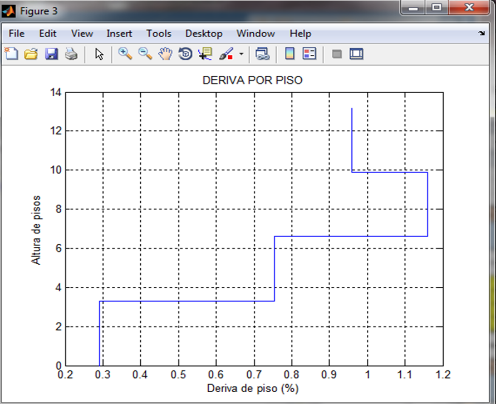 Figure 3
File Edit View Insert Tools Desktop Window Help
DERIVA POR PISO
14
12
10
8
6
4
2
0
Altura de pisos
0.2 0.3 0.4 0.5 0.6 0.7 0.8 0.9 1 1.1 1.2
Deriva de piso (%)